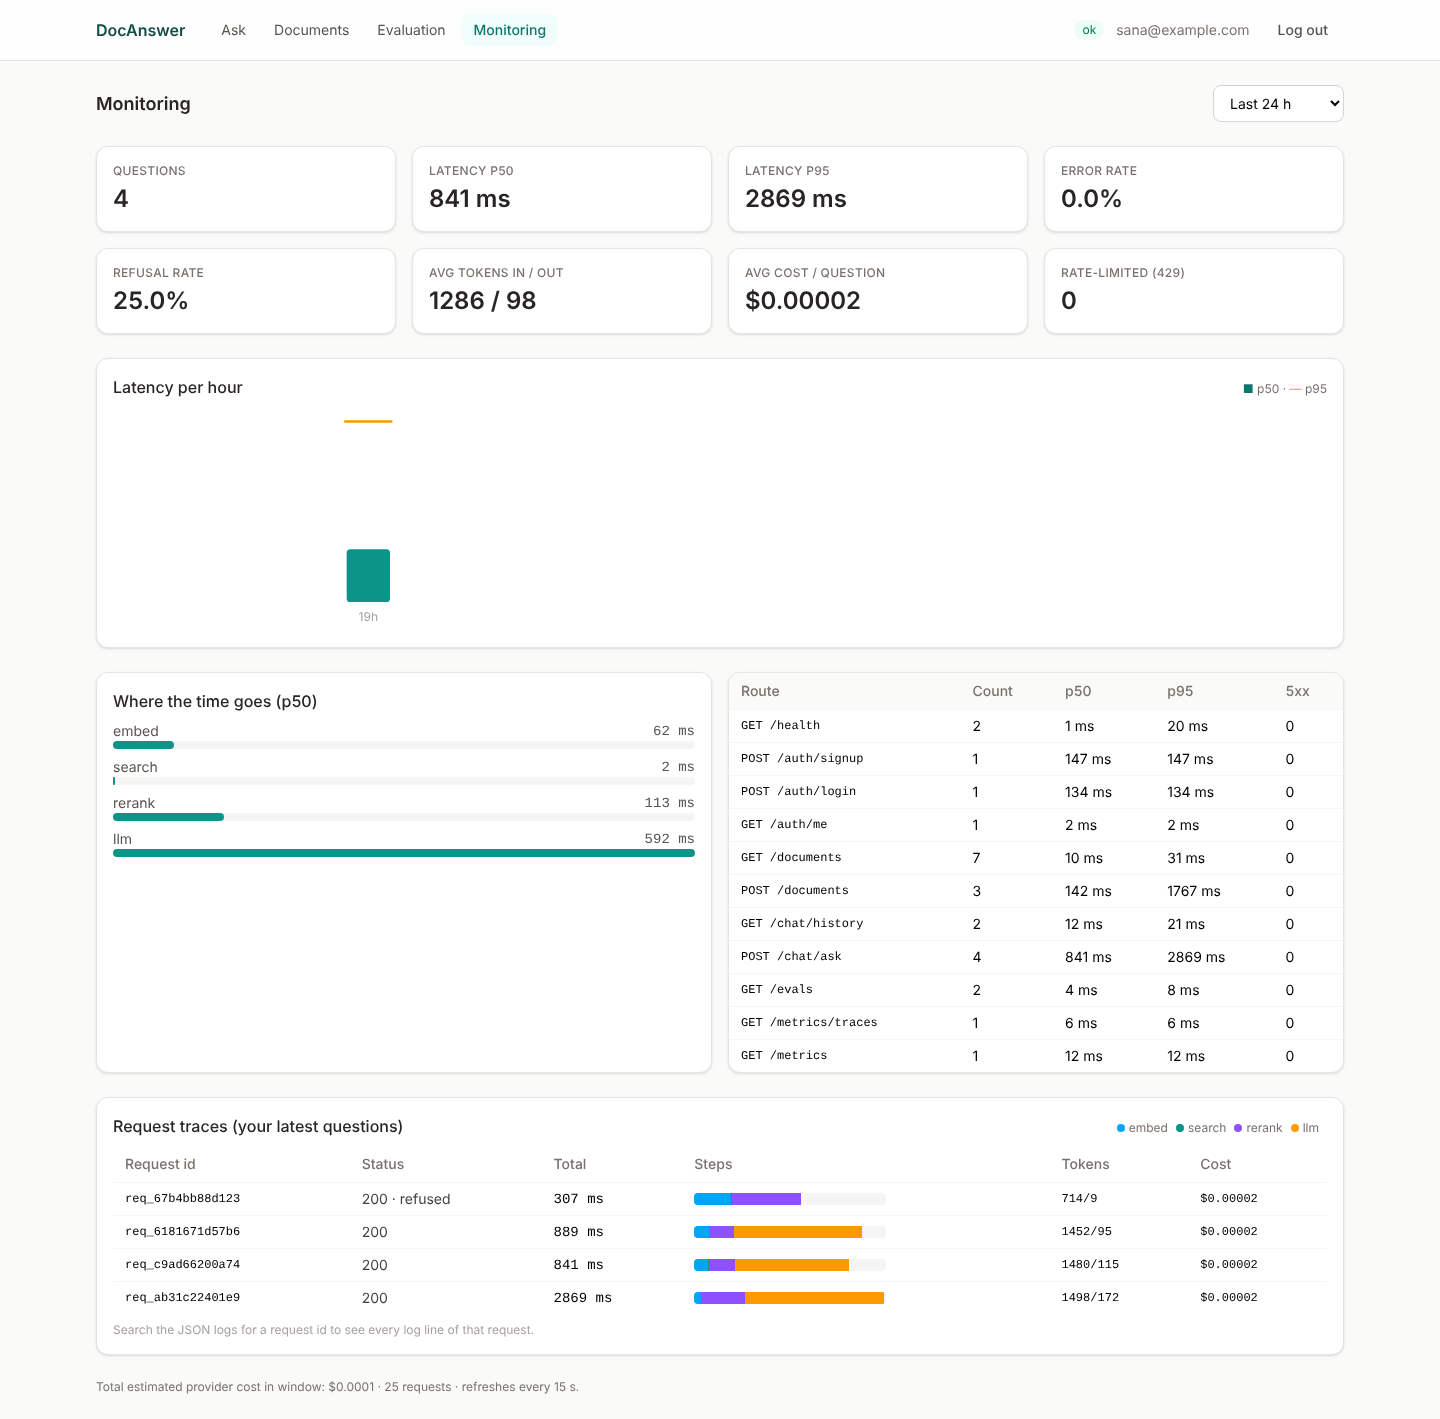 DocAnswer Ask Documents Evaluation Monitoring ok sana@example.com Log out
Monitoring Last 24 h
QUESTIONS LATENCY P50 LATENCY P95 ERROR RATE
4 841 ms 2869 ms 0.0%
REFUSAL RATE AVG TOKENS IN / OUT AVG COST / QUESTION RATE-LIMITED (429)
25.0% 1286 / 98 $0.00002 0
Latency per hour p50 · — p95
19h
Where the time goes (p50)
embed 62 ms
search 2 ms
rerank 113 ms
llm 592 ms
Route Count p50 p95 5xx
GET /health 2 1 ms 20 ms 0
POST /auth/signup 1 147 ms 147 ms 0
POST /auth/login 1 134 ms 134 ms 0
GET /auth/me 1 2 ms 2 ms 0
GET /documents 7 10 ms 31 ms 0
POST /documents 3 142 ms 1767 ms 0
GET /chat/history 2 12 ms 21 ms 0
POST /chat/ask 4 841 ms 2869 ms 0
GET /evals 2 4 ms 8 ms 0
GET /metrics/traces 1 6 ms 6 ms 0
GET /metrics 1 12 ms 12 ms 0
Request traces (your latest questions) embed search rerank llm
Request id Status Total Steps Tokens Cost
req_67b4bb88d123 200 · refused 307 ms 714/9 $0.00002
req_6181671d57b6 200 889 ms 1452/95 $0.00002
req_c9ad66200a74 200 841 ms 1480/115 $0.00002
req_ab31c22401e9 200 2869 ms 1498/172 $0.00002
Search the JSON logs for a request id to see every log line of that request.
Total estimated provider cost in window: $0.0001 · 25 requests · refreshes every 15 s.